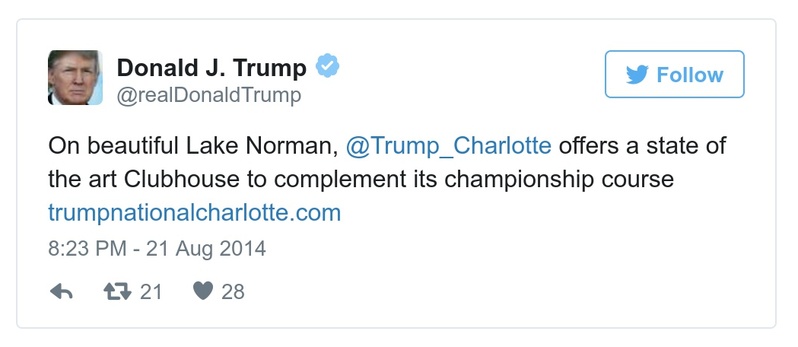 Donald J. Trump
@realDonaldTrump
Follow
On beautiful Lake Norman, @Trump_Charlotte offers a state of
the art Clubhouse to complement its championship course
trumpnationalcharlotte.com
8:23 PM - 21 Aug 2014
21 28